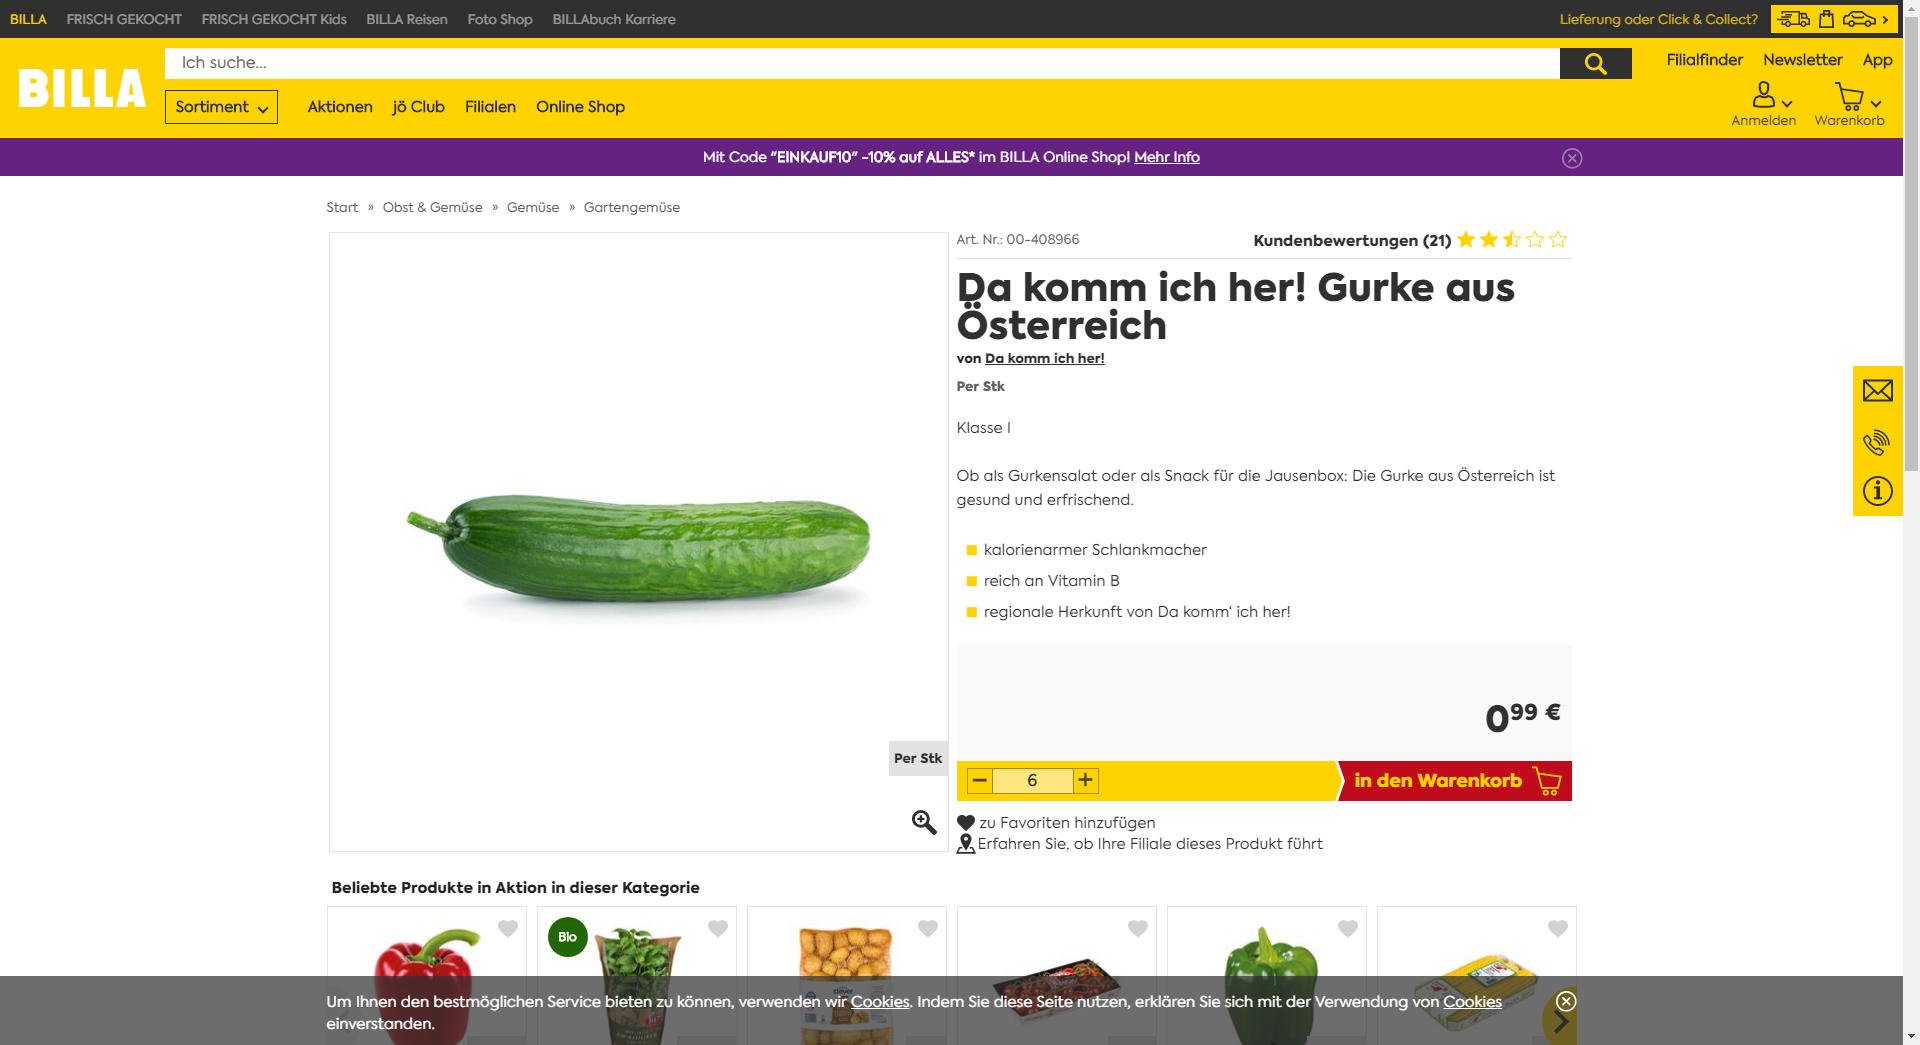 BILLA FRISCH GEKOCHT FRISCH GEKOCHT Kids BILLA Reisen Foto Shop BILLAbuch Karriere Lieferung oder Click & Collect?
BILLA
Ich suche...
Filialfinder Newsletter App
Sortiment Aktionen jö Club Filialen Online Shop
Anmelden Warenkorb
Mit Code "EINKAUF10" -10% auf ALLES* im BILLA Online Shop! Mehr Info
Start » Obst & Gemüse » Gemüse » Gartengemüse
Art. Nr.: 00-408966 Kundenbewertungen (21)
Da komm ich her! Gurke aus
Österreich
von Da komm ich her!
Per Stk
Klasse I
Ob als Gurkensalat oder als Snack für die Jausenbox: Die Gurke aus Österreich ist
gesund und erfrischend.
kalorienarmer Schlankmacher
reich an Vitamin B
regionale Herkunft von Da komm‘ ich her!
0 99 €
Per Stk
− 6 + in den Warenkorb
zu Favoriten hinzufügen
Erfahren Sie, ob Ihre Filiale dieses Produkt führt
Beliebte Produkte in Aktion in dieser Kategorie
Bio
clever
Um Ihnen den bestmöglichen Service bieten zu können, verwenden wir Cookies. Indem Sie diese Seite nutzen, erklären Sie sich mit der Verwendung von Cookies
einverstanden.